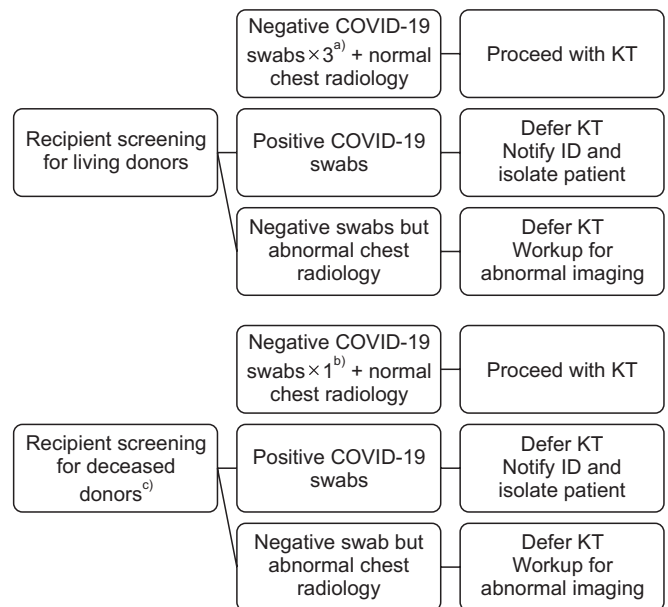 Negative COVID-19
swabs×3a) + normal
chest radiology
Proceed with KT
Recipient screening
for living donors
Positive COVID-19
swabs
Defer KT
Notify ID and
isolate patient
Negative swabs but
abnormal chest
radiology
Defer KT
Workup for
abnormal imaging
Negative COVID-19
swabs×1b) + normal
chest radiology
Proceed with KT
Recipient screening
for deceased
donorsc)
Positive COVID-19
swabs
Defer KT
Notify ID and
isolate patient
Negative swab but
abnormal chest
radiology
Defer KT
Workup for
abnormal imaging